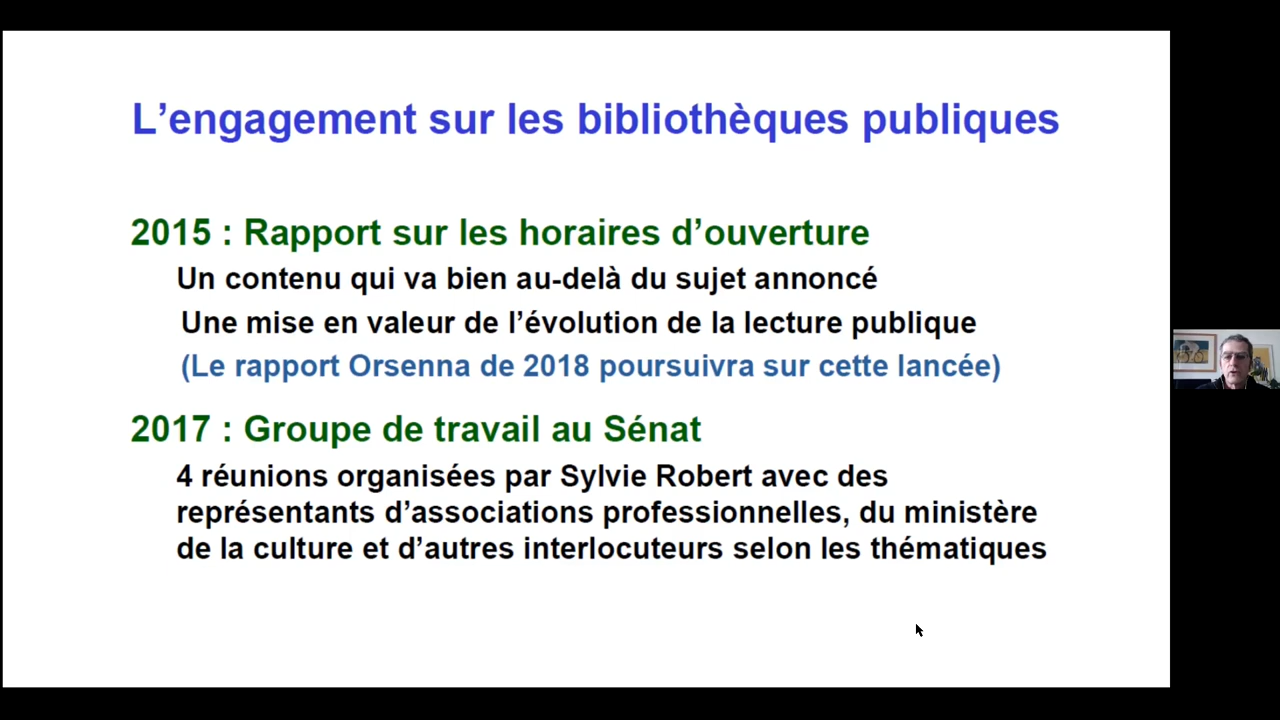 L’engagement sur les bibliothèques publiques
2015 : Rapport sur les horaires d’ouverture
Un contenu qui va bien au-delà du sujet annoncé
Une mise en valeur de l’évolution de la lecture publique
(Le rapport Orsenna de 2018 poursuivra sur cette lancée)
2017 : Groupe de travail au Sénat
4 réunions organisées par Sylvie Robert avec des
représentants d’associations professionnelles, du ministère
de la culture et d’autres interlocuteurs selon les thématiques